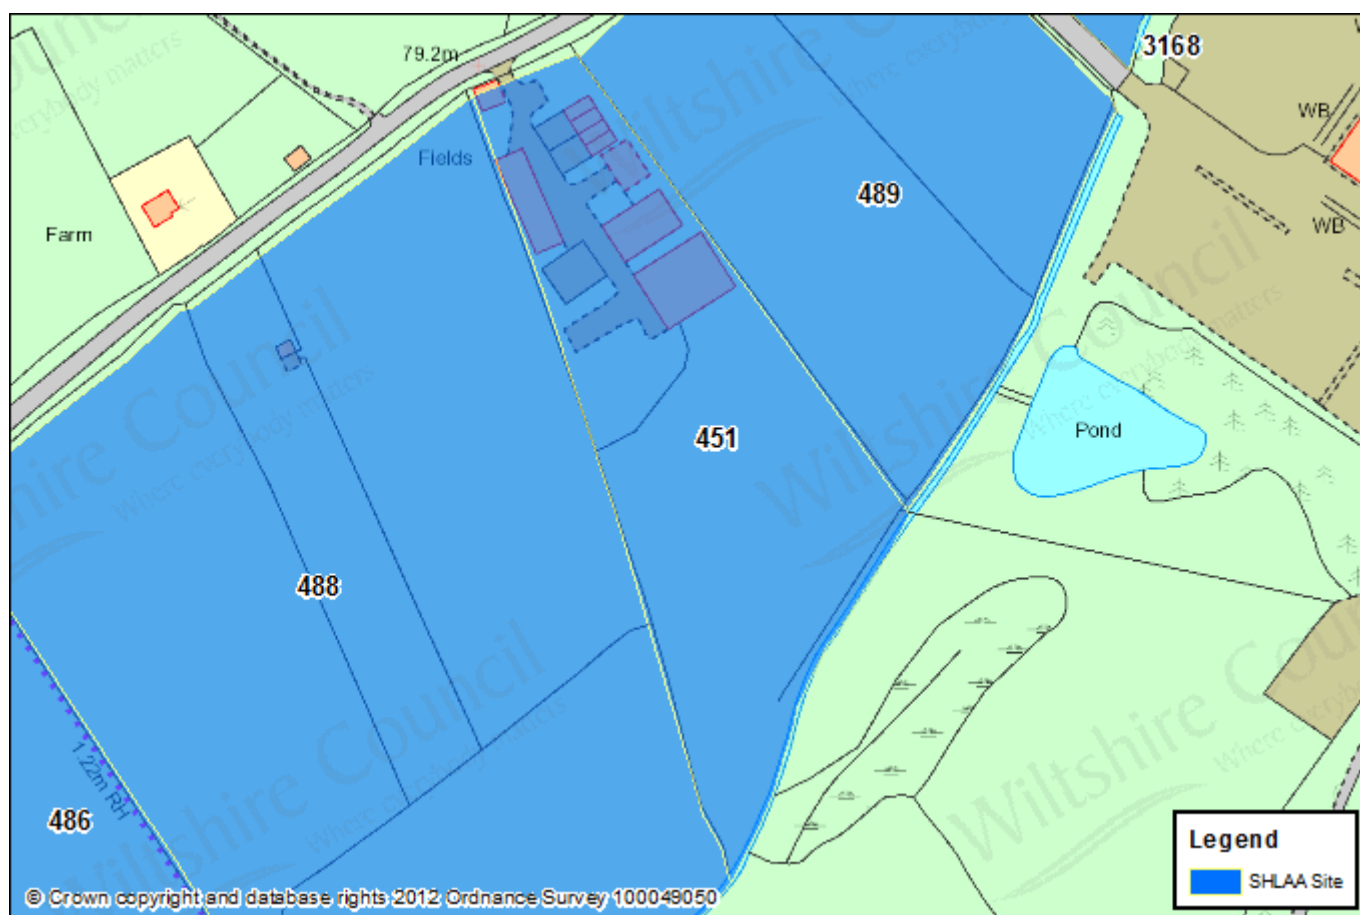 79.2m
3168
WB
Fields
489
Farm
WB
Pond
451
488
1.22m RH
486
Legend
SHLAA Site
© Crown copyright and database rights 2012 Ordnance Survey 100049050
Wiltshire Council
Where everybody matters